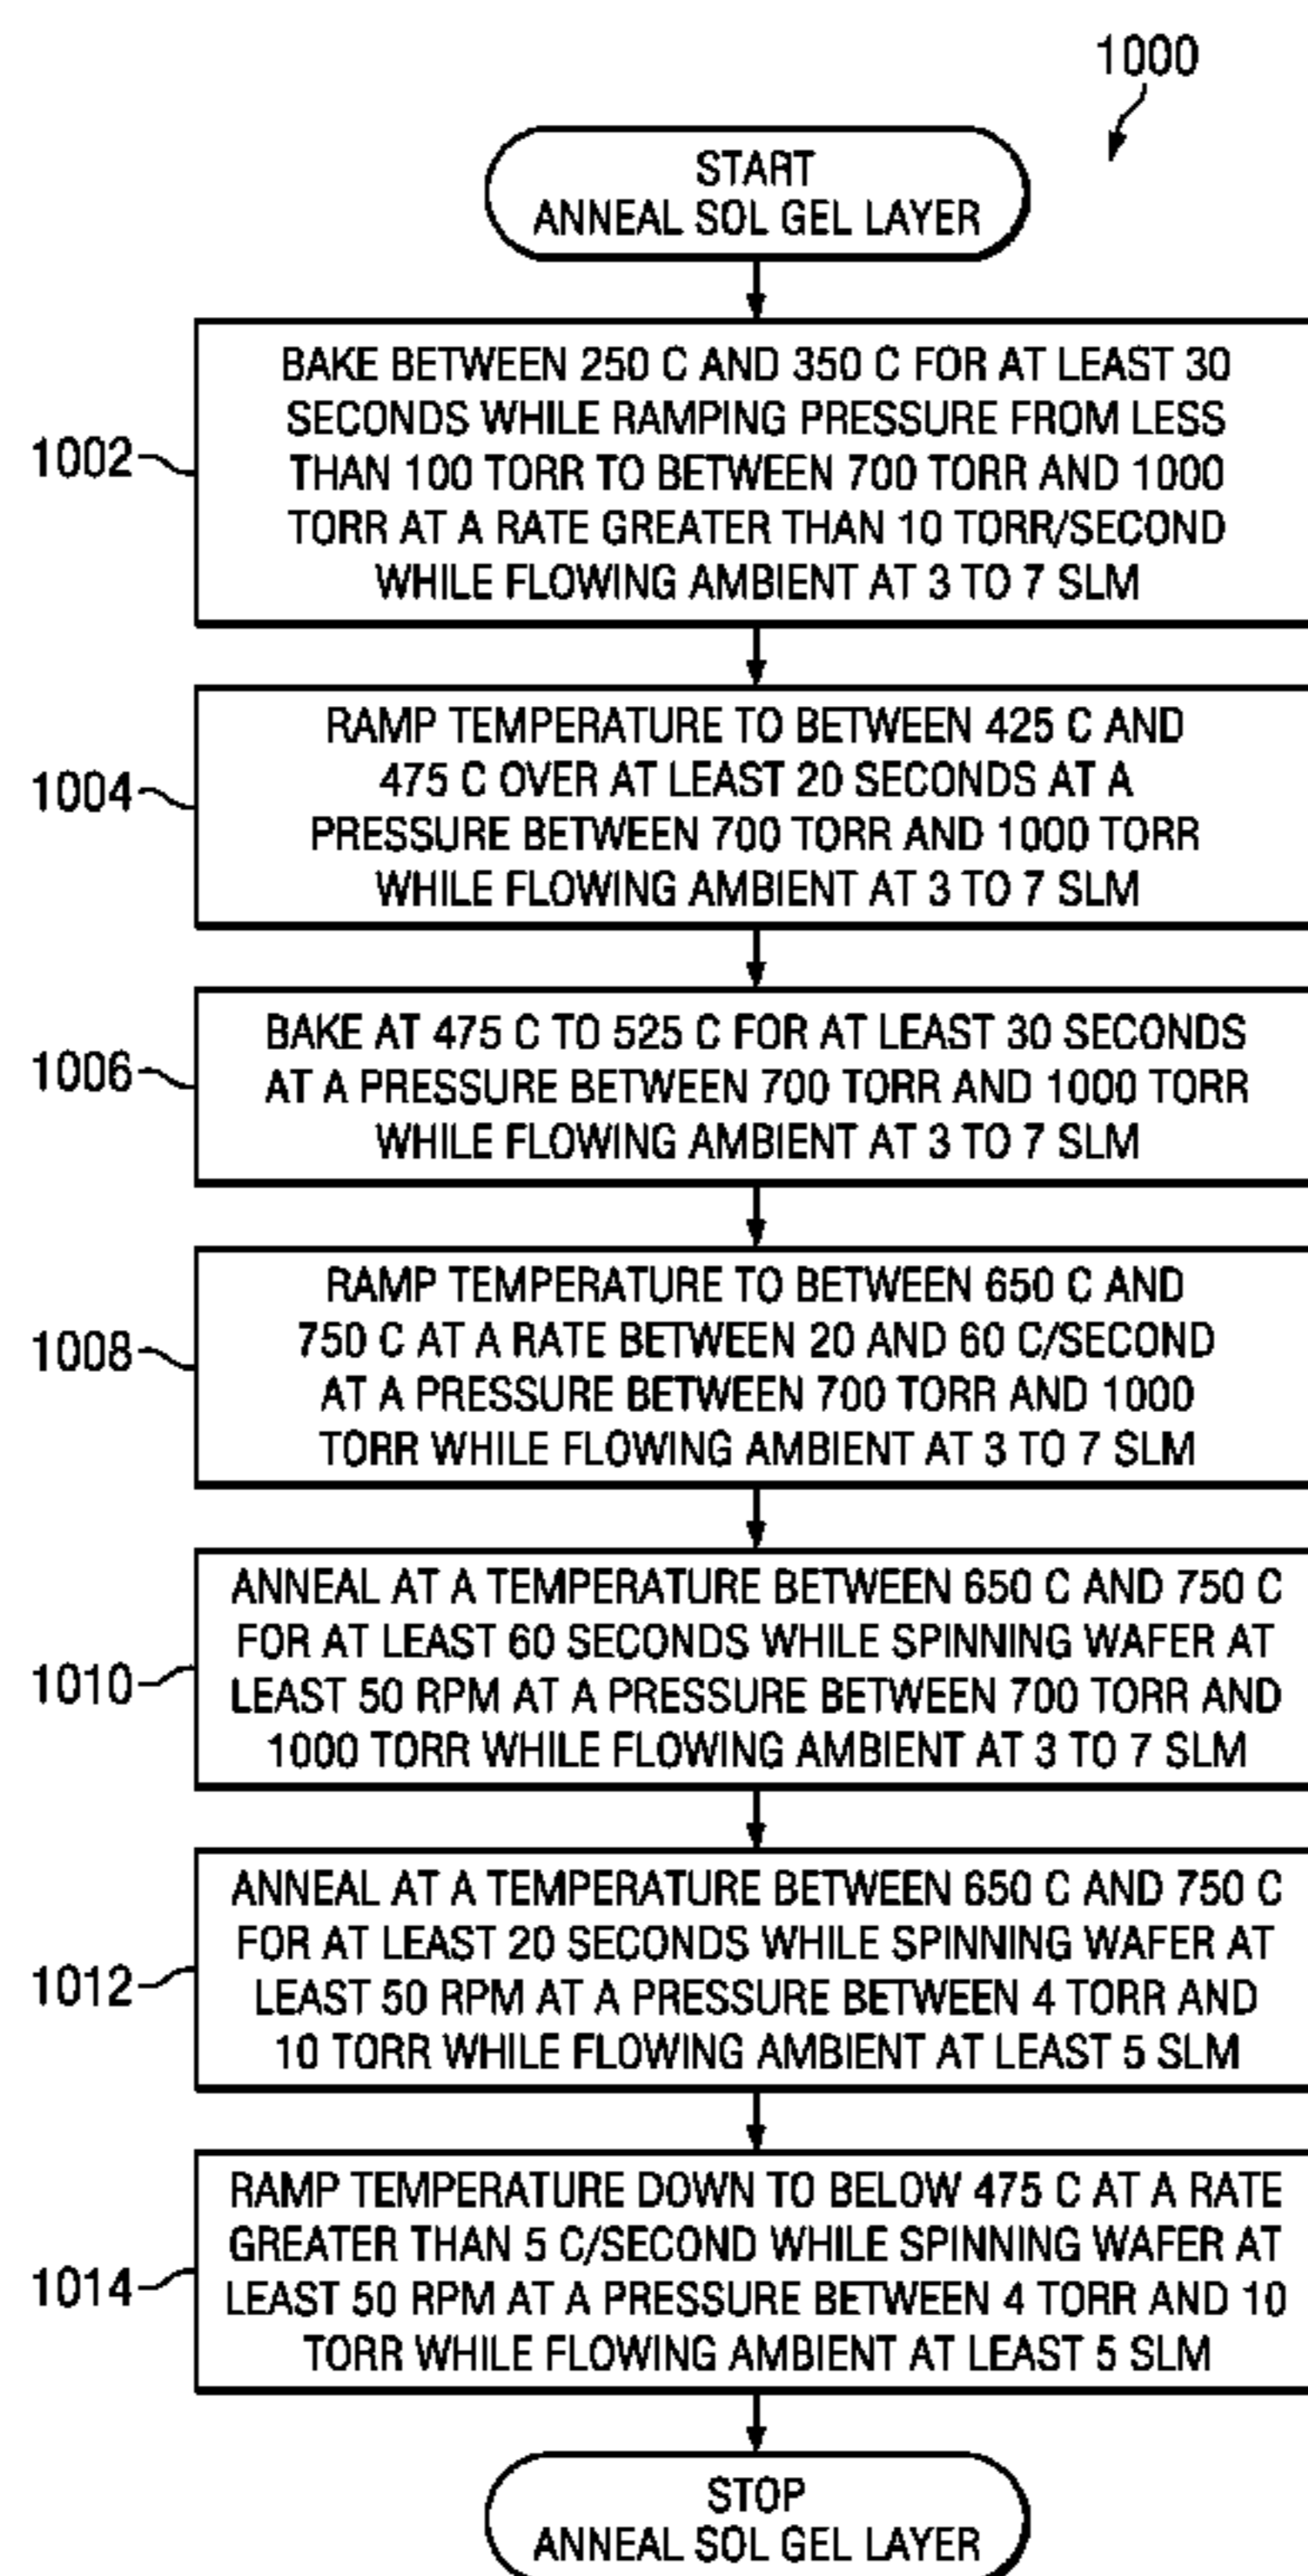 1000
START
ANNEAL SOL GEL LAYER
1002
BAKE BETWEEN 250 C AND 350 C FOR AT LEAST 30
SECONDS WHILE RAMPING PRESSURE FROM LESS
THAN 100 TORR TO BETWEEN 700 TORR AND 1000
TORR AT A RATE GREATER THAN 10 TORR/SECOND
WHILE FLOWING AMBIENT AT 3 TO 7 SLM
1004
RAMP TEMPERATURE TO BETWEEN 425 C AND
475 C OVER AT LEAST 20 SECONDS AT A
PRESSURE BETWEEN 700 TORR AND 1000 TORR
WHILE FLOWING AMBIENT AT 3 TO 7 SLM
1006
BAKE AT 475 C TO 525 C FOR AT LEAST 30 SECONDS
AT A PRESSURE BETWEEN 700 TORR AND 1000 TORR
WHILE FLOWING AMBIENT AT 3 TO 7 SLM
1008
RAMP TEMPERATURE TO BETWEEN 650 C AND
750 C AT A RATE BETWEEN 20 AND 60 C/SECOND
AT A PRESSURE BETWEEN 700 TORR AND 1000
TORR WHILE FLOWING AMBIENT AT 3 TO 7 SLM
1010
ANNEAL AT A TEMPERATURE BETWEEN 650 C AND 750 C
FOR AT LEAST 60 SECONDS WHILE SPINNING WAFER AT
LEAST 50 RPM AT A PRESSURE BETWEEN 700 TORR AND
1000 TORR WHILE FLOWING AMBIENT AT 3 TO 7 SLM
1012
ANNEAL AT A TEMPERATURE BETWEEN 650 C AND 750 C
FOR AT LEAST 20 SECONDS WHILE SPINNING WAFER AT
LEAST 50 RPM AT A PRESSURE BETWEEN 4 TORR AND
10 TORR WHILE FLOWING AMBIENT AT LEAST 5 SLM
1014
RAMP TEMPERATURE DOWN TO BELOW 475 C AT A RATE
GREATER THAN 5 C/SECOND WHILE SPINNING WAFER AT
LEAST 50 RPM AT A PRESSURE BETWEEN 4 TORR AND 10
TORR WHILE FLOWING AMBIENT AT LEAST 5 SLM
STOP
ANNEAL SOL GEL LAYER